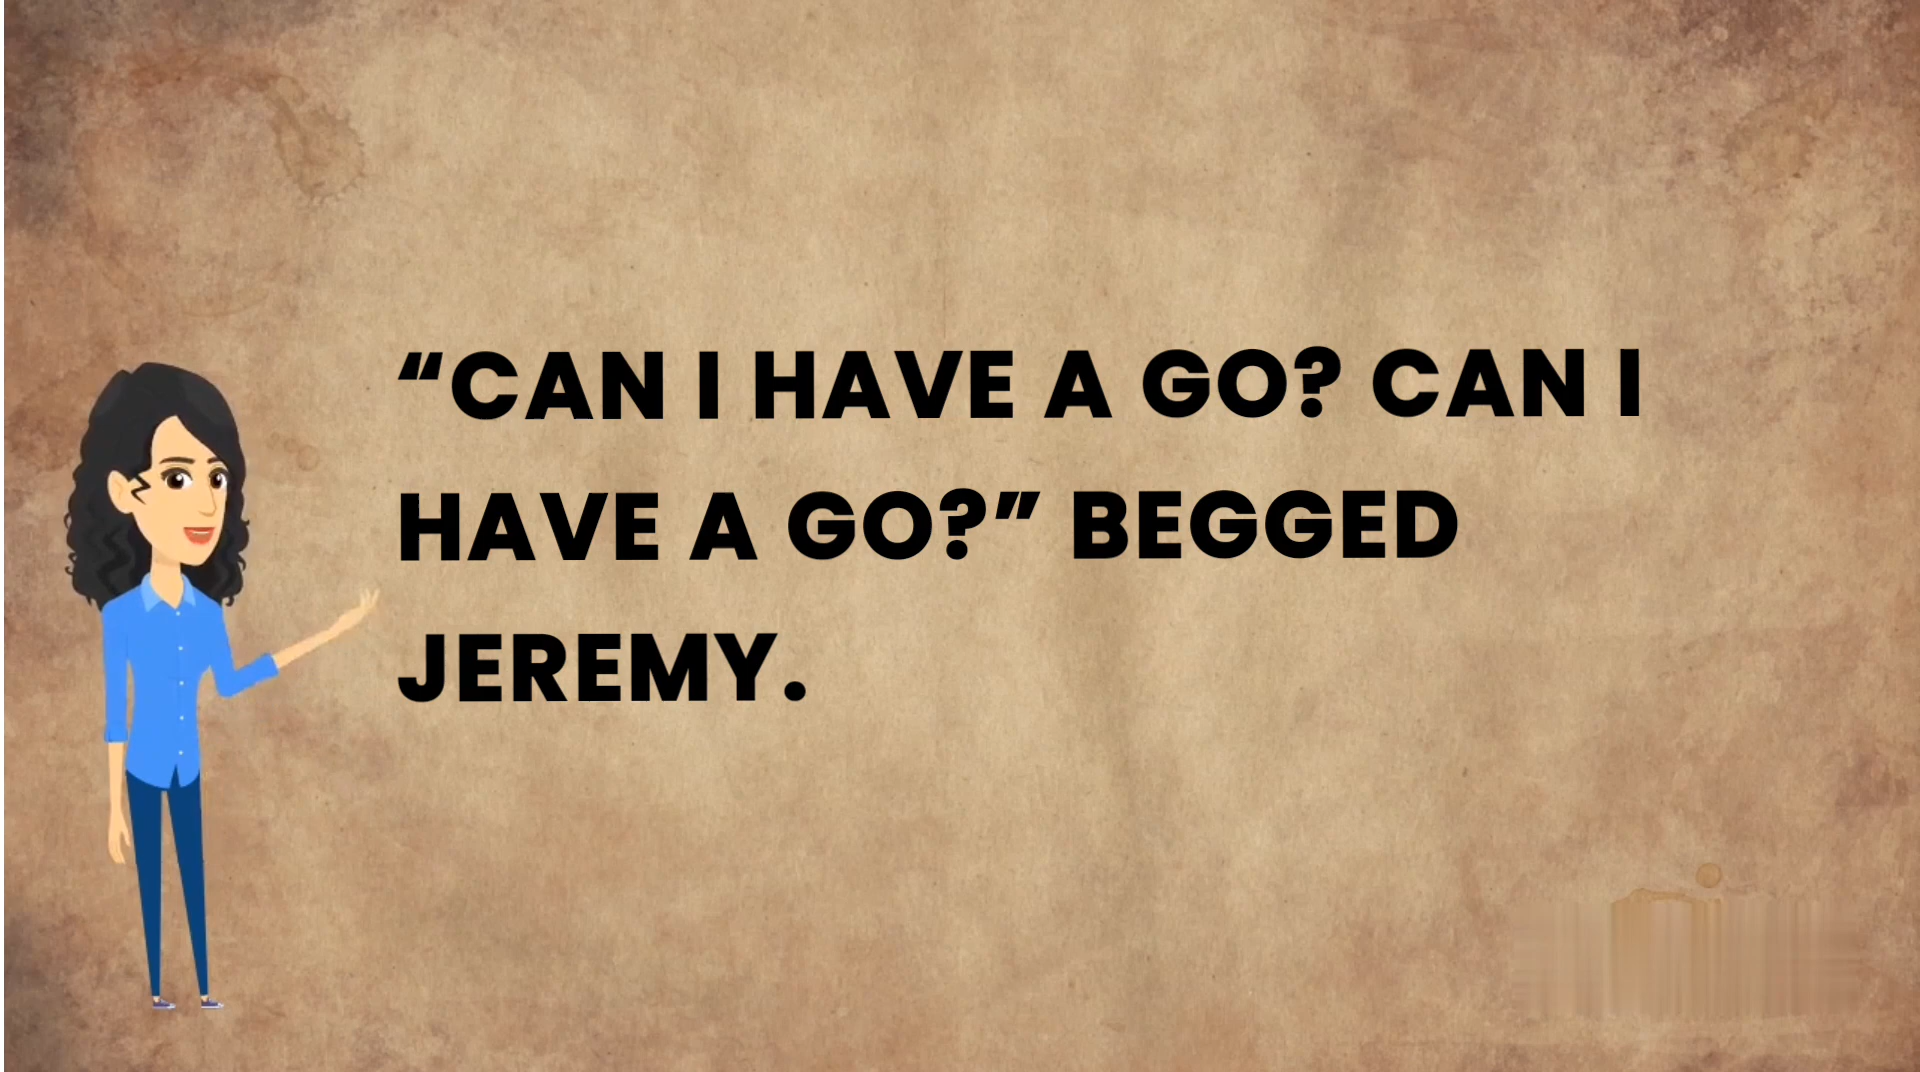 “CAN I HAVE A GO? CAN I
HAVE A GO?” BEGGED
JEREMY.